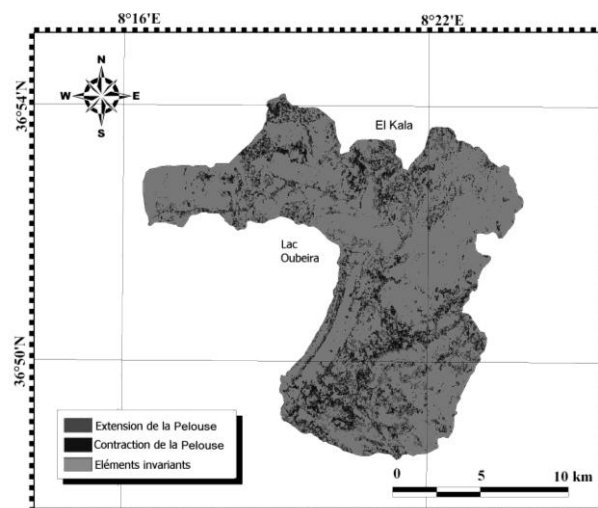 8°16'E
8°22'E
36°54'N
N
W
E
S
El Kala
Lac
Oubeira
36°50'N
Extension de la Pelouse
Contraction de la Pelouse
Eléments invariants
0
5
10 km